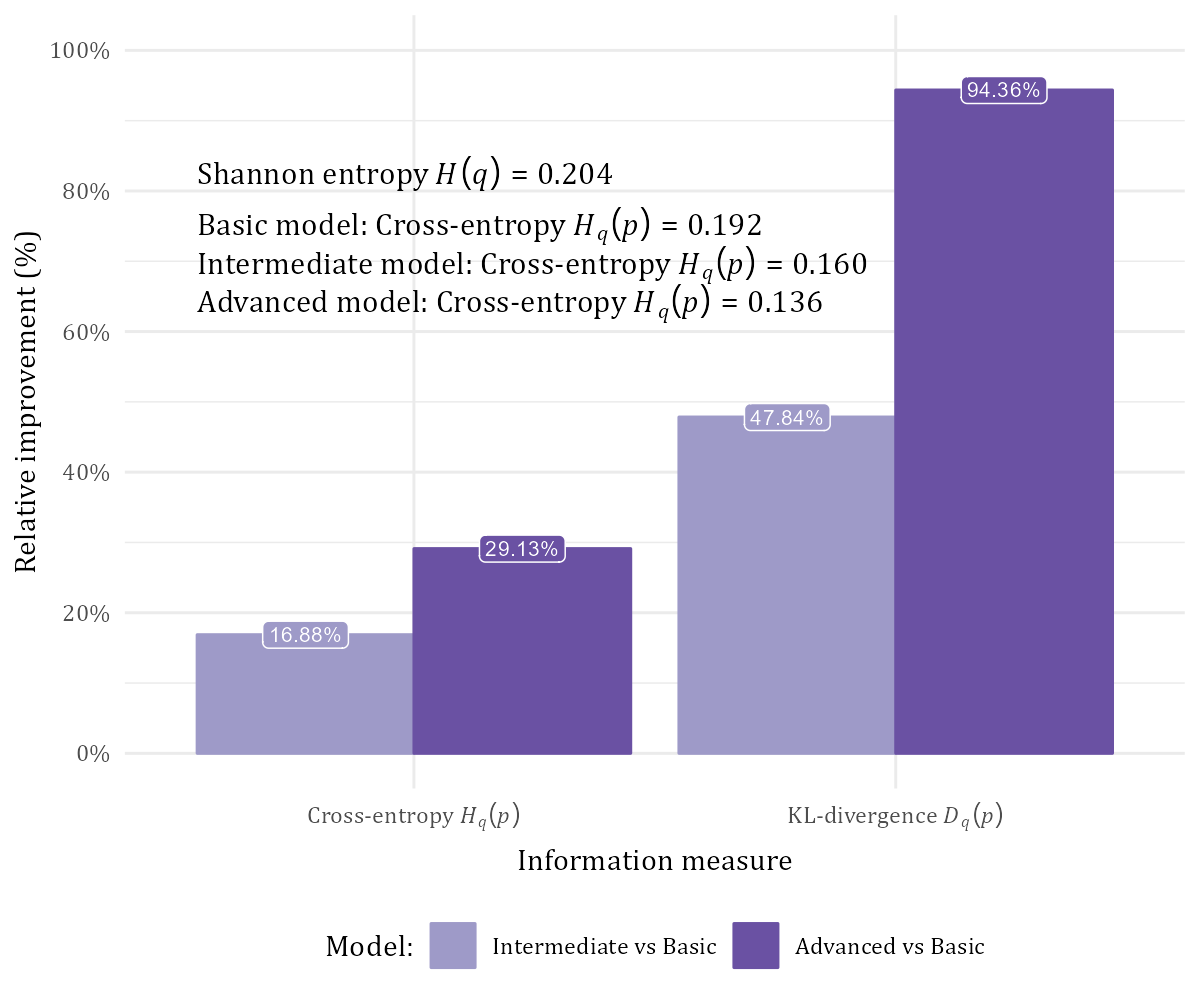 100%
80%
60%
40%
20%
0%
Relative improvement (%)
Shannon entropy H(q) = 0.204
Basic model: Cross-entropy H_q(p) = 0.192
Intermediate model: Cross-entropy H_q(p) = 0.160
Advanced model: Cross-entropy H_q(p) = 0.136
16.88%
29.13%
47.84%
94.36%
Cross-entropy H_q(p)
KL-divergence D_q(p)
Information measure
Model: Intermediate vs Basic Advanced vs Basic